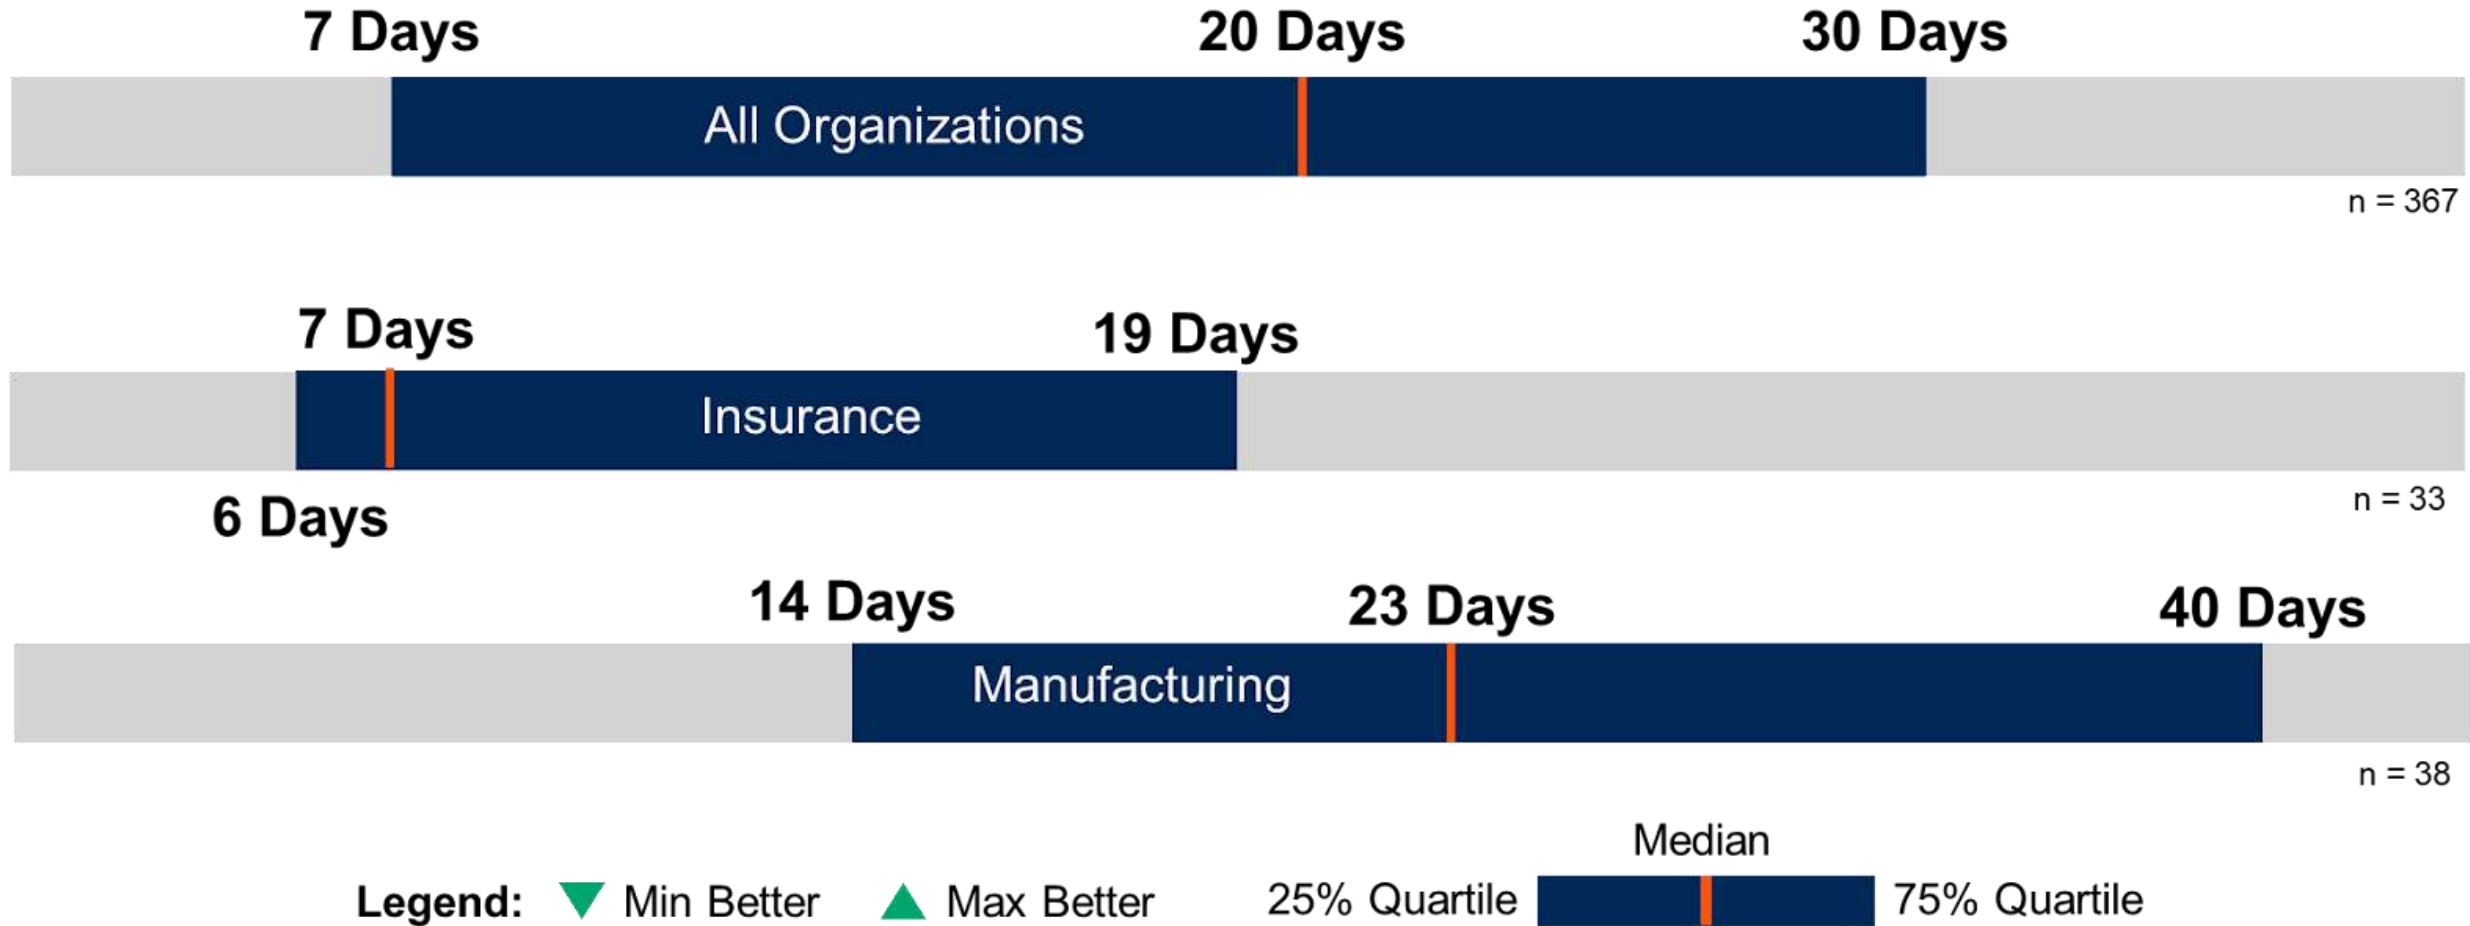 7 Days 20 Days 30 Days
All Organizations
n = 367
7 Days 19 Days
Insurance
6 Days
n = 33
14 Days 23 Days 40 Days
Manufacturing
n = 38
Median
Legend: Min Better Max Better 25% Quartile 75% Quartile